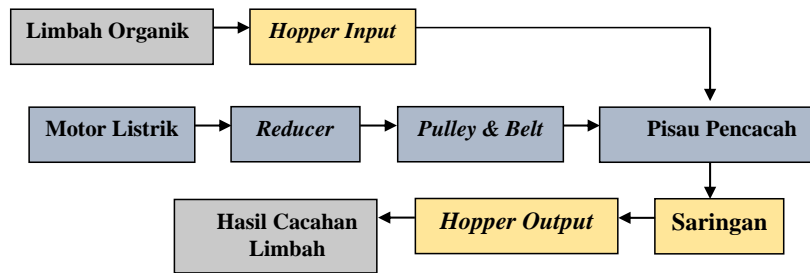 Limbah Organik
Hopper Input
Motor Listrik
Reducer
Pulley & Belt
Pisau Pencacah
Hasil Cacahan
Limbah
Hopper Output
Saringan